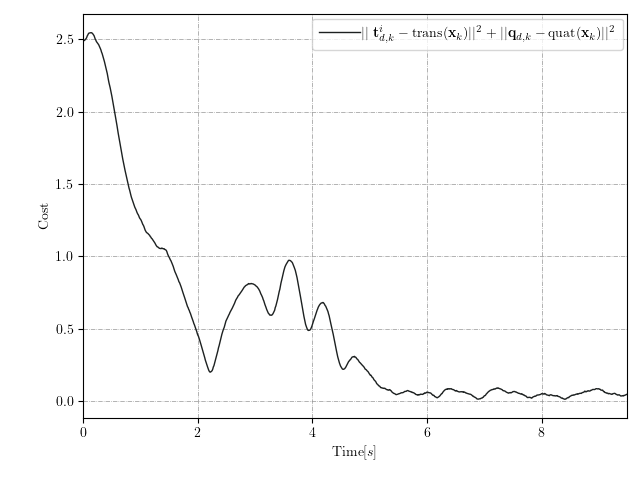 || t^i_{d,k} − trans(x_k)||^2 + ||q_{d,k} − quat(x_k)||^2
2.5
2.0
1.5
1.0
0.5
0.0
Cost
0 2 4 6 8
Time[s]